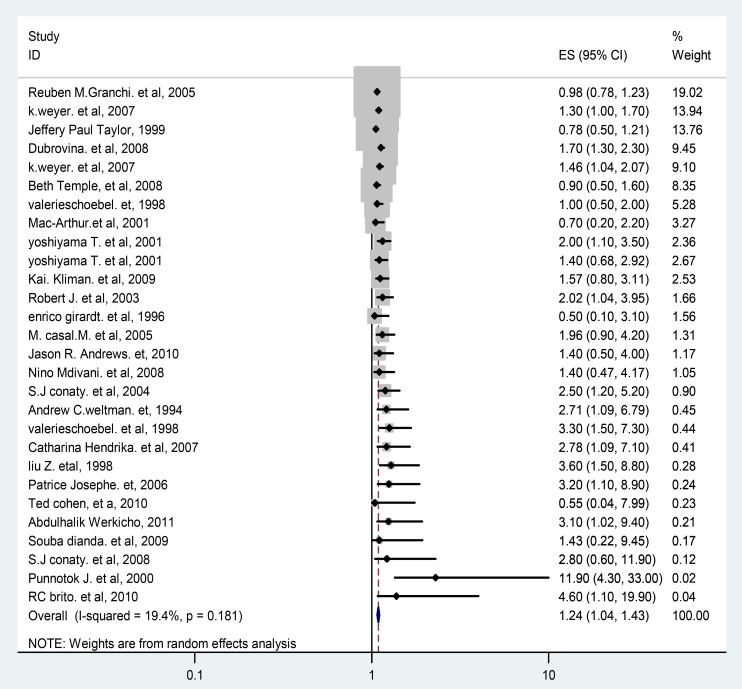 Study %
ID ES (95% CI) Weight
Reuben M.Granchi. et al, 2005 0.98 (0.78, 1.23) 19.02
k.weyer. et al, 2007 1.30 (1.00, 1.70) 13.94
Jeffery Paul Taylor, 1999 0.78 (0.50, 1.21) 13.76
Dubrovina. et al, 2008 1.70 (1.30, 2.30) 9.45
k.weyer. et al, 2007 1.46 (1.04, 2.07) 9.10
Beth Temple, et al, 2008 0.90 (0.50, 1.60) 8.35
valerieschoebel. et, 1998 1.00 (0.50, 2.00) 5.28
Mac-Arthur.et al, 2001 0.70 (0.20, 2.20) 3.27
yoshiyama T. et al, 2001 2.00 (1.10, 3.50) 2.36
yoshiyama T. et al, 2001 1.40 (0.68, 2.92) 2.67
Kai. Kliman. et al, 2009 1.57 (0.80, 3.11) 2.53
Robert J. et al, 2003 2.02 (1.04, 3.95) 1.66
enrico girardt. et al, 1996 0.50 (0.10, 3.10) 1.56
M. casal.M. et al, 2005 1.96 (0.90, 4.20) 1.31
Jason R. Andrews. et, 2010 1.40 (0.50, 4.00) 1.17
Nino Mdivani. et al, 2008 1.40 (0.47, 4.17) 1.05
S.J conaty. et al, 2004 2.50 (1.20, 5.20) 0.90
Andrew C.weltman. et, 1994 2.71 (1.09, 6.79) 0.45
valerieschoebel. et al, 1998 3.30 (1.50, 7.30) 0.44
Catharina Hendrika. et al, 2007 2.78 (1.09, 7.10) 0.41
liu Z. etal, 1998 3.60 (1.50, 8.80) 0.28
Patrice Josephe. et, 2006 3.20 (1.10, 8.90) 0.24
Ted cohen, et a, 2010 0.55 (0.04, 7.99) 0.23
Abdulhalik Werkicho, 2011 3.10 (1.02, 9.40) 0.21
Souba dianda. et al, 2009 1.43 (0.22, 9.45) 0.17
S.J conaty. et al, 2008 2.80 (0.60, 11.90) 0.12
Punnotok J. et al, 2000 11.90 (4.30, 33.00) 0.02
RC brito. et al, 2010 4.60 (1.10, 19.90) 0.04
Overall (I-squared = 19.4%, p = 0.181) 1.24 (1.04, 1.43) 100.00
NOTE: Weights are from random effects analysis
0.1 1 10